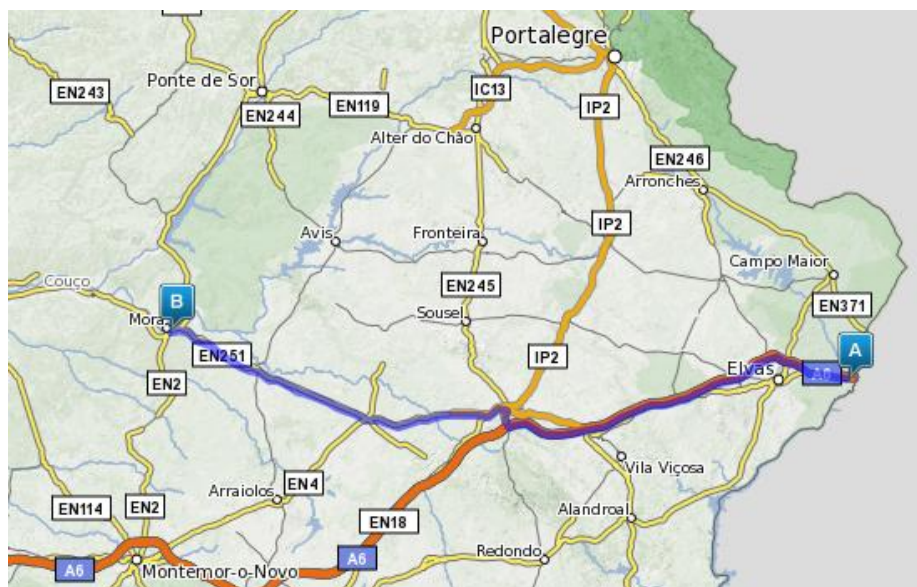 Portalegre
Ponte de Sor
EN243
IC13
EN119
IP2
EN244
Alter do Chão
EN246
Arronches
IP2
Avis
Fronteira
Campo Maior
Couço
EN245
B
EN371
Mora
Sousel
EN251
IP2
A
Elvas
A6
EN2
Vila Viçosa
EN4
Arraiolos
EN114
EN2
EN18
Alandroal
Redondo
A6
A6
Montemor-o-Novo